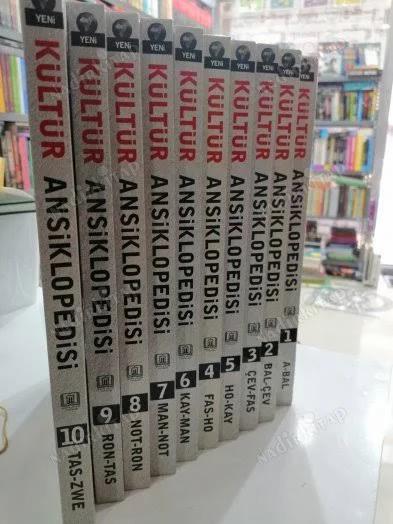 YENİ
KÜLTÜR ANSİKLOPEDİSİ
10 TAS-ZWE
YENİ
KÜLTÜR ANSİKLOPEDİSİ
9 RON-TAS
YENİ
KÜLTÜR ANSİKLOPEDİSİ
8 NOT-RON
YENİ
KÜLTÜR ANSİKLOPEDİSİ
7 MAN-NOT
YENİ
KÜLTÜR ANSİKLOPEDİSİ
6 KAY-MAN
YENİ
KÜLTÜR ANSİKLOPEDİSİ
4 FAS-HO
YENİ
KÜLTÜR ANSİKLOPEDİSİ
5 HO-KAY
YENİ
KÜLTÜR ANSİKLOPEDİSİ
3 ÇEV-FAS
YENİ
KÜLTÜR ANSİKLOPEDİSİ
2 BAL-ÇEV
YENİ
KÜLTÜR ANSİKLOPEDİSİ
1 A-BAL
NADİR KİTAP